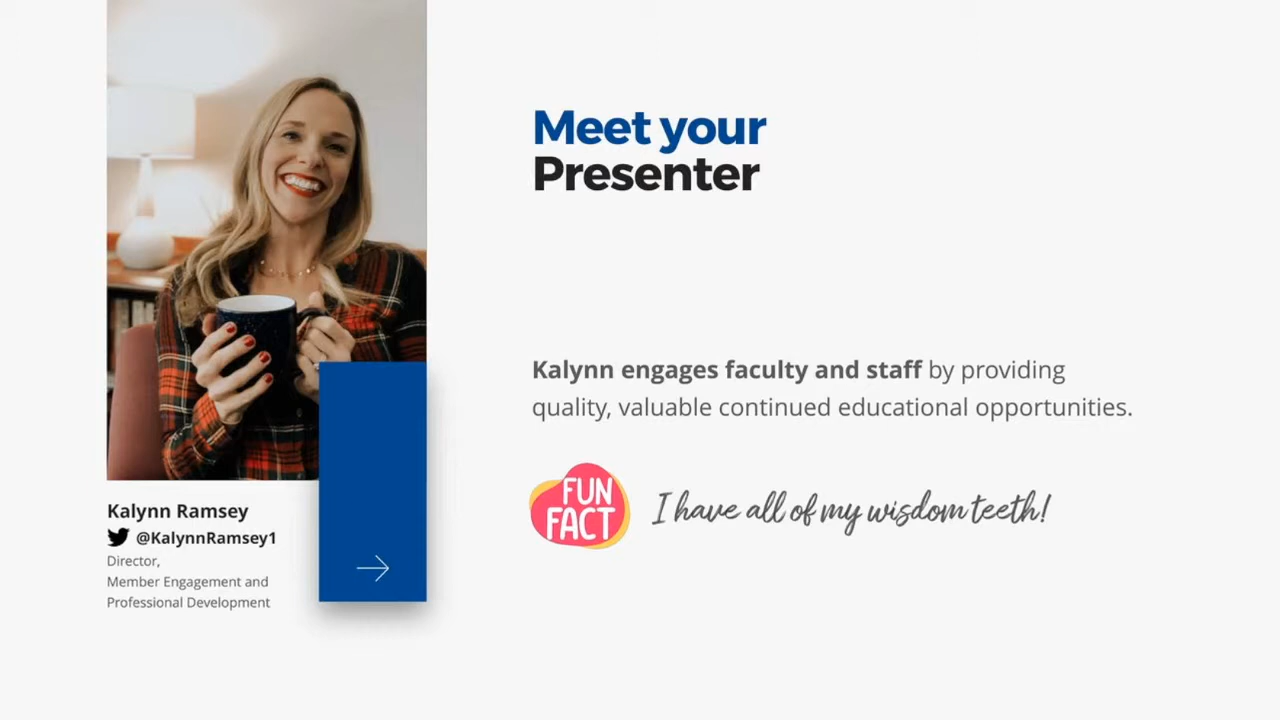 Meet your
Presenter
Kalynn engages faculty and staff by providing
quality, valuable continued educational opportunities.
FUN
FACT
I have all of my wisdom teeth!
Kalynn Ramsey
@KalynnRamsey1
Director,
Member Engagement and
Professional Development